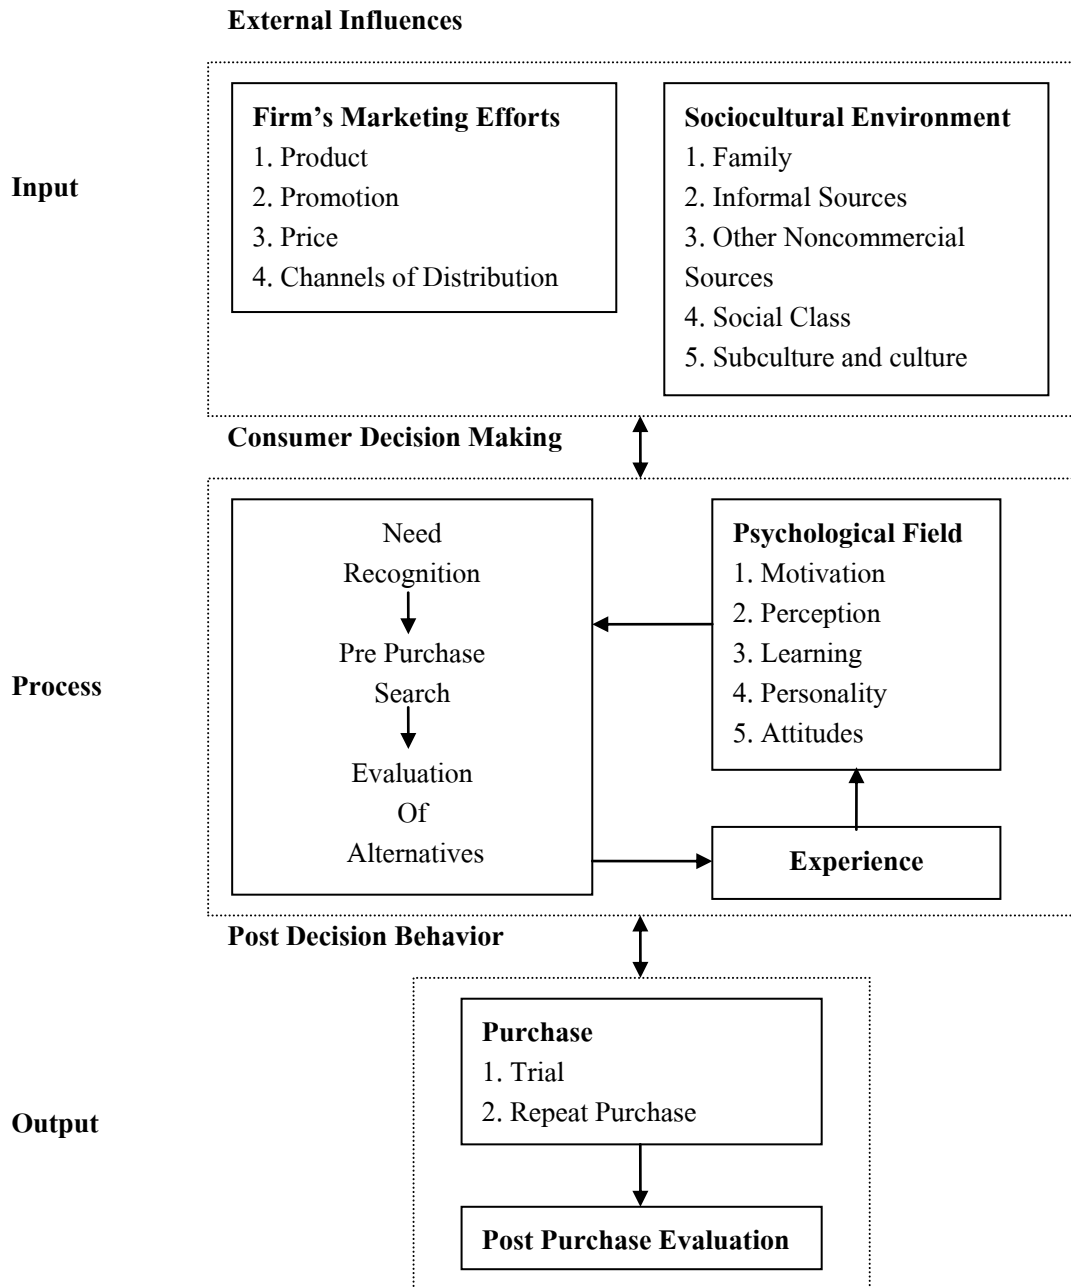 External Influences
Input
Firm's Marketing Efforts
1. Product
2. Promotion
3. Price
4. Channels of Distribution
Sociocultural Environment
1. Family
2. Informal Sources
3. Other Noncommercial
Sources
4. Social Class
5. Subculture and culture
Consumer Decision Making
Process
Need
Recognition
Pre Purchase
Search
Evaluation
Of
Alternatives
Psychological Field
1. Motivation
2. Perception
3. Learning
4. Personality
5. Attitudes
Experience
Post Decision Behavior
Output
Purchase
1. Trial
2. Repeat Purchase
Post Purchase Evaluation